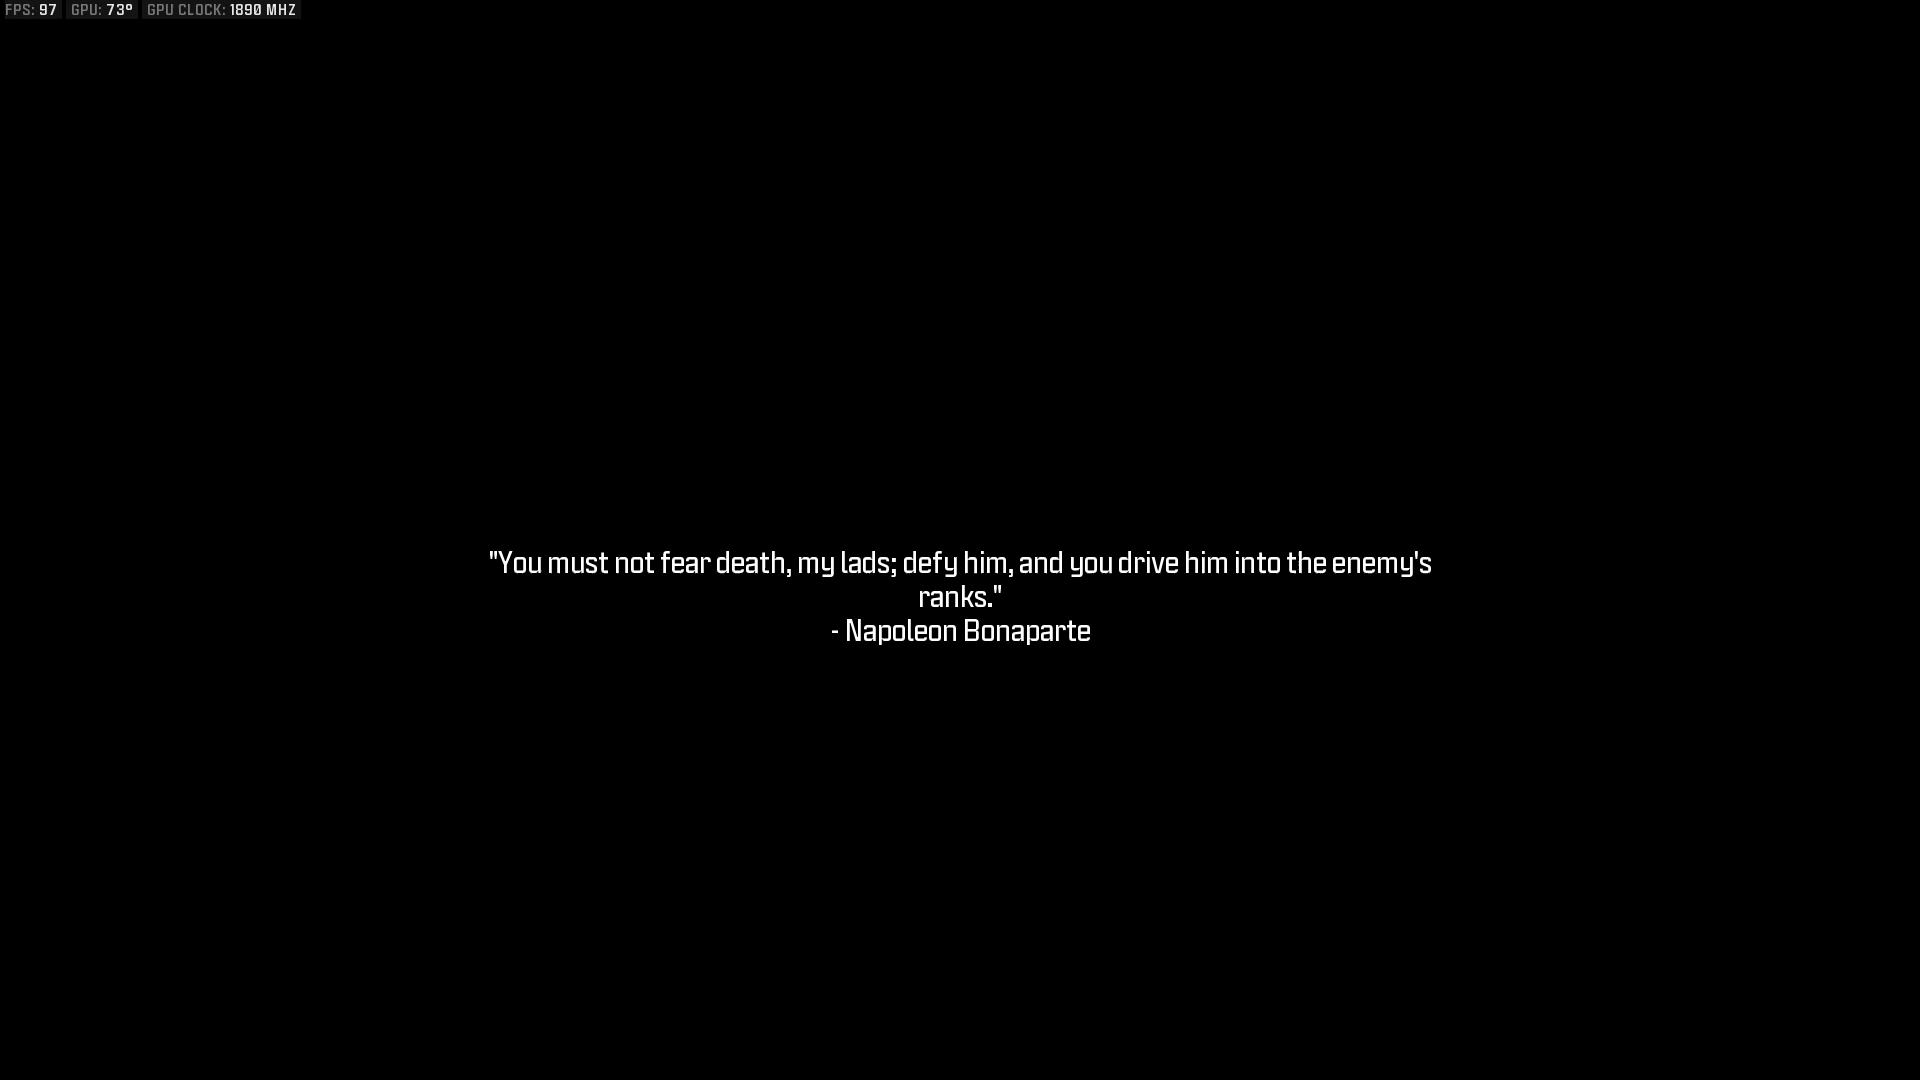 FPS: 97 GPU: 73° GPU CLOCK: 1890 MHZ
"You must not fear death, my lads; defy him, and you drive him into the enemy's
ranks."
- Napoleon Bonaparte